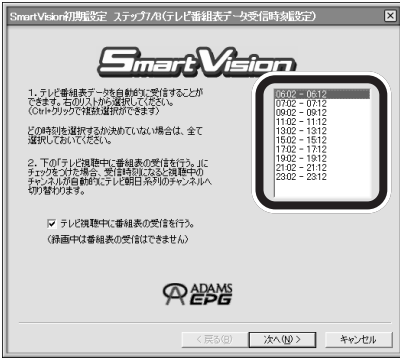 SmartVision初期設定 ステップ7/8(テレビ番組表データ受信時刻設定)
SmartVision
1. テレビ番組表データを自動的に受信することが
できます。右のリストから選択してください。
(Ctrl+クリックで複数選択ができます)
どの時刻を選択するか決めていない場合は、全て
選択しておいてください。
2. 下の「テレビ視聴中に番組表の受信を行う。」に
チェックをつけた場合、受信時刻になると視聴中の
チャンネルが自動的にテレビ朝日系列のチャンネルへ
切り替わります。
テレビ視聴中に番組表の受信を行う。
(録画中は番組表の受信はできません)
06:02 - 06:12
07:02 - 07:12
09:02 - 09:12
11:02 - 11:12
13:02 - 13:12
15:02 - 15:12
17:02 - 17:12
19:02 - 19:12
21:02 - 21:12
23:02 - 23:12
ADAMS
EPG
< 戻る(B)
次へ(N) >
キャンセル